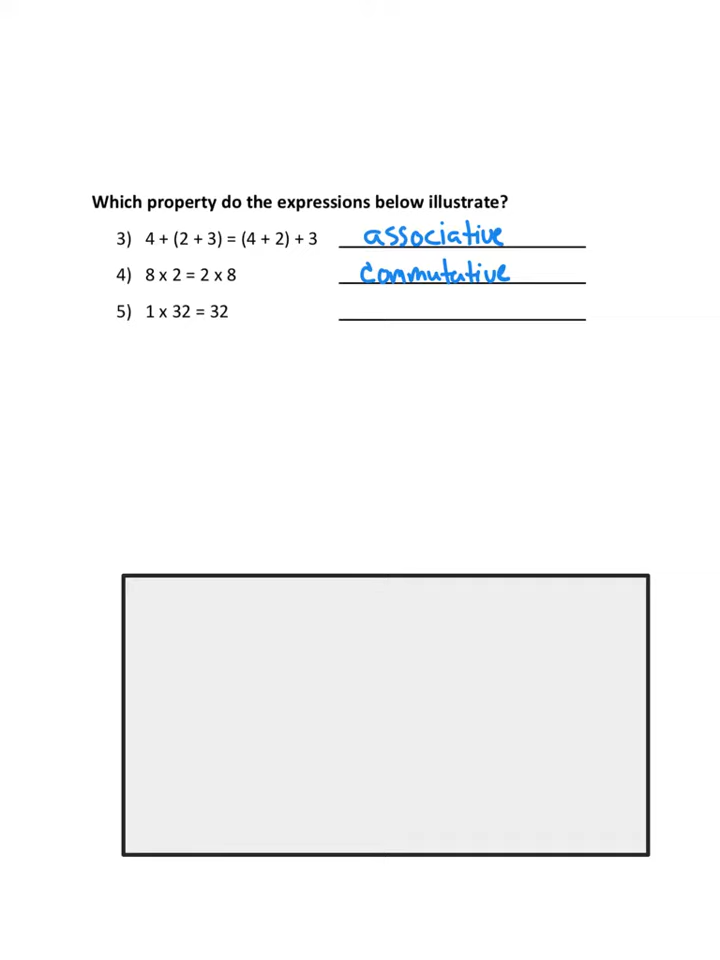 Which property do the expressions below illustrate?
3) 4 + (2 + 3) = (4 + 2) + 3 associative
4) 8 x 2 = 2 x 8 commutative
5) 1 x 32 = 32